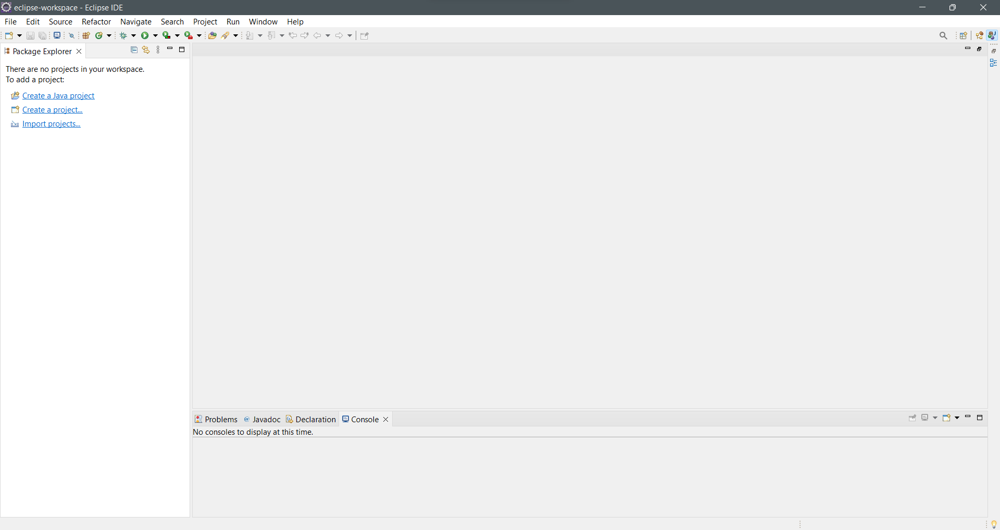 eclipse-workspace - Eclipse IDE
File Edit Source Refactor Navigate Search Project Run Window Help
Package Explorer
There are no projects in your workspace.
To add a project:
Create a Java project
Create a project...
Import projects...
Problems Javadoc Declaration Console
No consoles to display at this time.